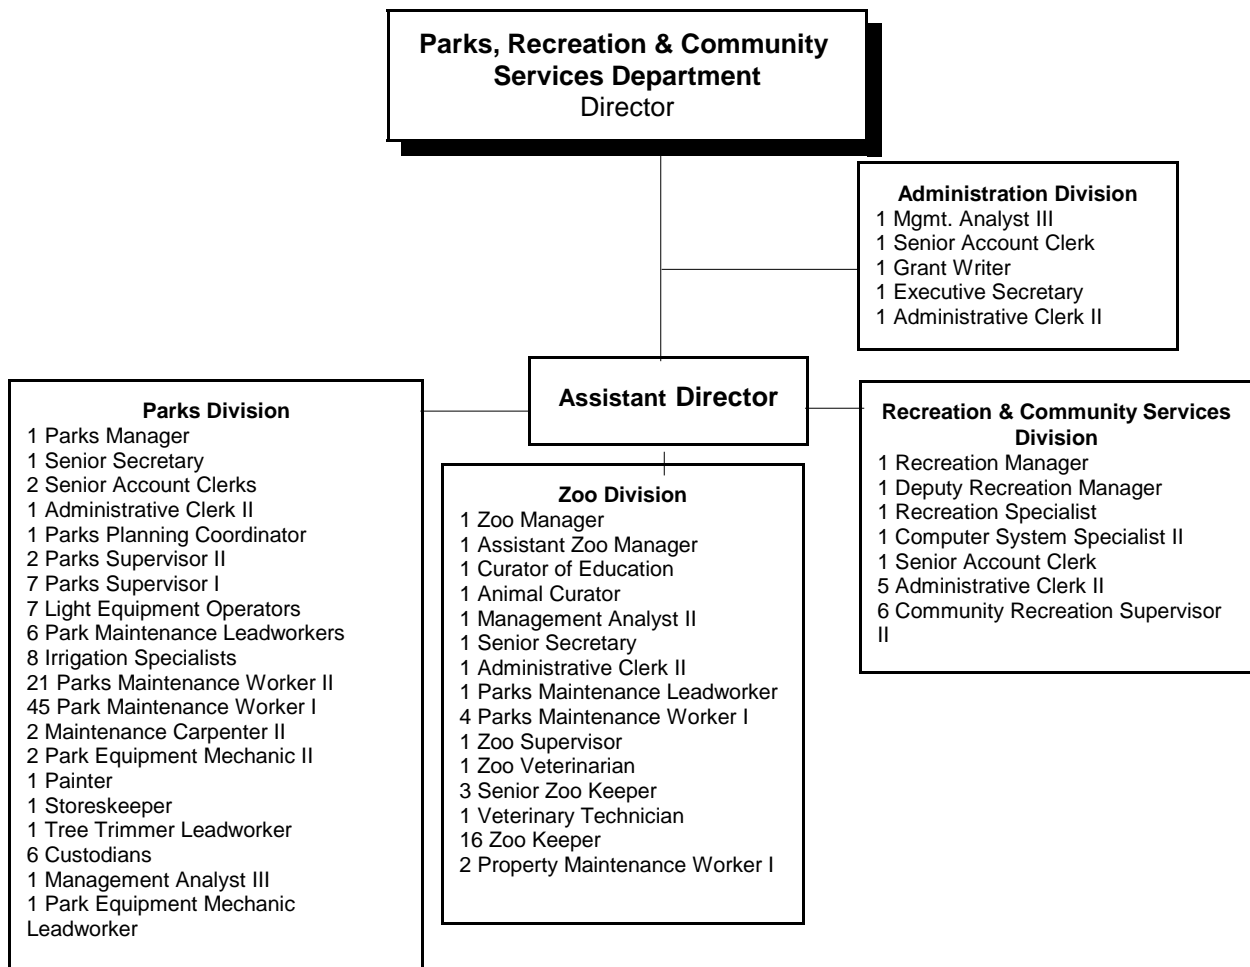 Parks, Recreation & Community
Services Department
Director
Administration Division
1 Mgmt. Analyst III
1 Senior Account Clerk
1 Grant Writer
1 Executive Secretary
1 Administrative Clerk II
Assistant Director
Parks Division
1 Parks Manager
1 Senior Secretary
2 Senior Account Clerks
1 Administrative Clerk II
1 Parks Planning Coordinator
2 Parks Supervisor II
7 Parks Supervisor I
7 Light Equipment Operators
6 Park Maintenance Leadworkers
8 Irrigation Specialists
21 Parks Maintenance Worker II
45 Park Maintenance Worker I
2 Maintenance Carpenter II
2 Park Equipment Mechanic II
1 Painter
1 Storeskeeper
1 Tree Trimmer Leadworker
6 Custodians
1 Management Analyst III
1 Park Equipment Mechanic
Leadworker
Zoo Division
1 Zoo Manager
1 Assistant Zoo Manager
1 Curator of Education
1 Animal Curator
1 Management Analyst II
1 Senior Secretary
1 Administrative Clerk II
1 Parks Maintenance Leadworker
4 Parks Maintenance Worker I
1 Zoo Supervisor
1 Zoo Veterinarian
3 Senior Zoo Keeper
1 Veterinary Technician
16 Zoo Keeper
2 Property Maintenance Worker I
Recreation & Community Services
Division
1 Recreation Manager
1 Deputy Recreation Manager
1 Recreation Specialist
1 Computer System Specialist II
1 Senior Account Clerk
5 Administrative Clerk II
6 Community Recreation Supervisor
II